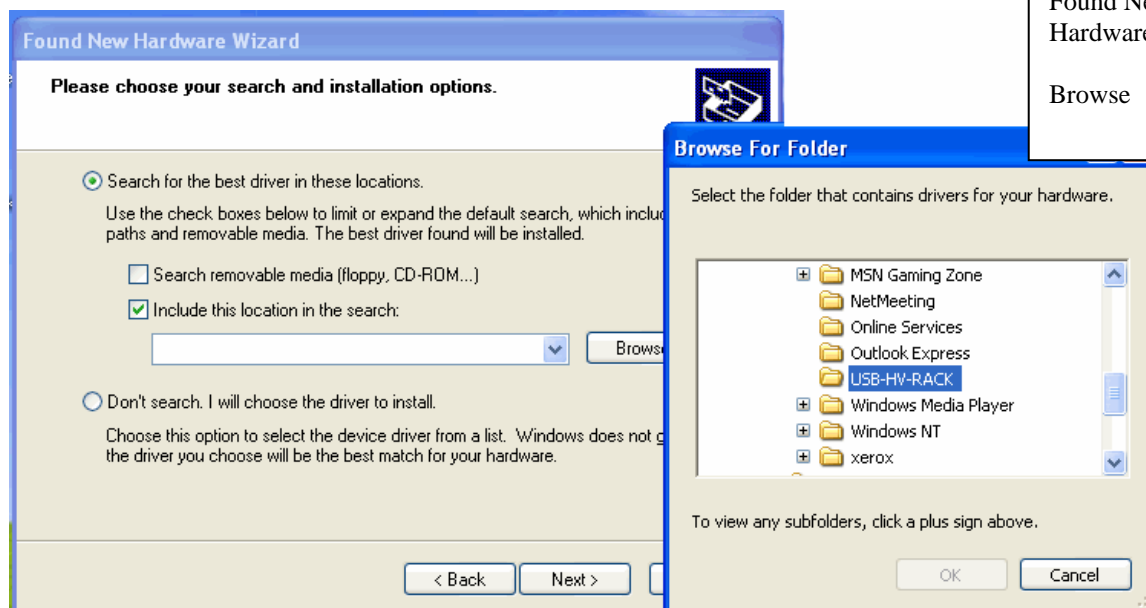 Found New Hardware Wizard
Please choose your search and installation options.
Search for the best driver in these locations.
Use the check boxes below to limit or expand the default search, which
paths and removable media. The best driver found will be installed.
Search removable media (floppy, CD-ROM...)
Include this location in the search:
Don't search. I will choose the driver to install.
Choose this option to select the device driver from a list. Windows does not
the driver you choose will be the best match for your hardware.
< Back
Next >
Found
Browse
Browse For Folder
Select the folder that contains drivers for your hardware.
MSN Gaming Zone
NetMeeting
Online Services
Outlook Express
USB-HV-RACK
Windows Media Player
Windows NT
xerox
To view any subfolders, click a plus sign above.
OK
Cancel